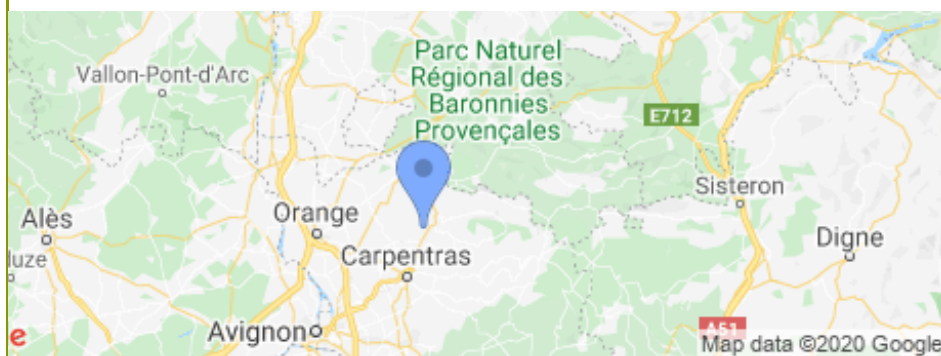 Parc Naturel
Régional des
Baronnies
Provençales
Vallon-Pont-d'Arc
E712
Sisteron
Alès
Orange
Digne
luze
Carpentras
Avignon
A51
e
Map data ©2020 Google